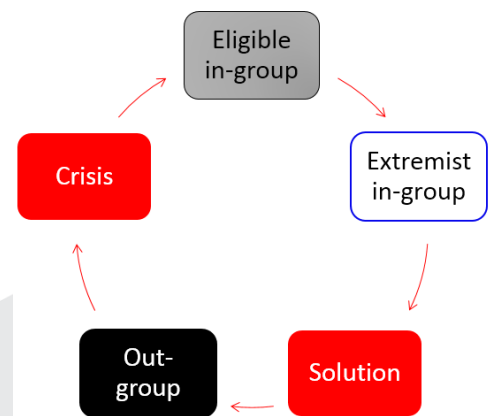 Eligible
in-group
Extremist
in-group
Solution
Out-
group
Crisis